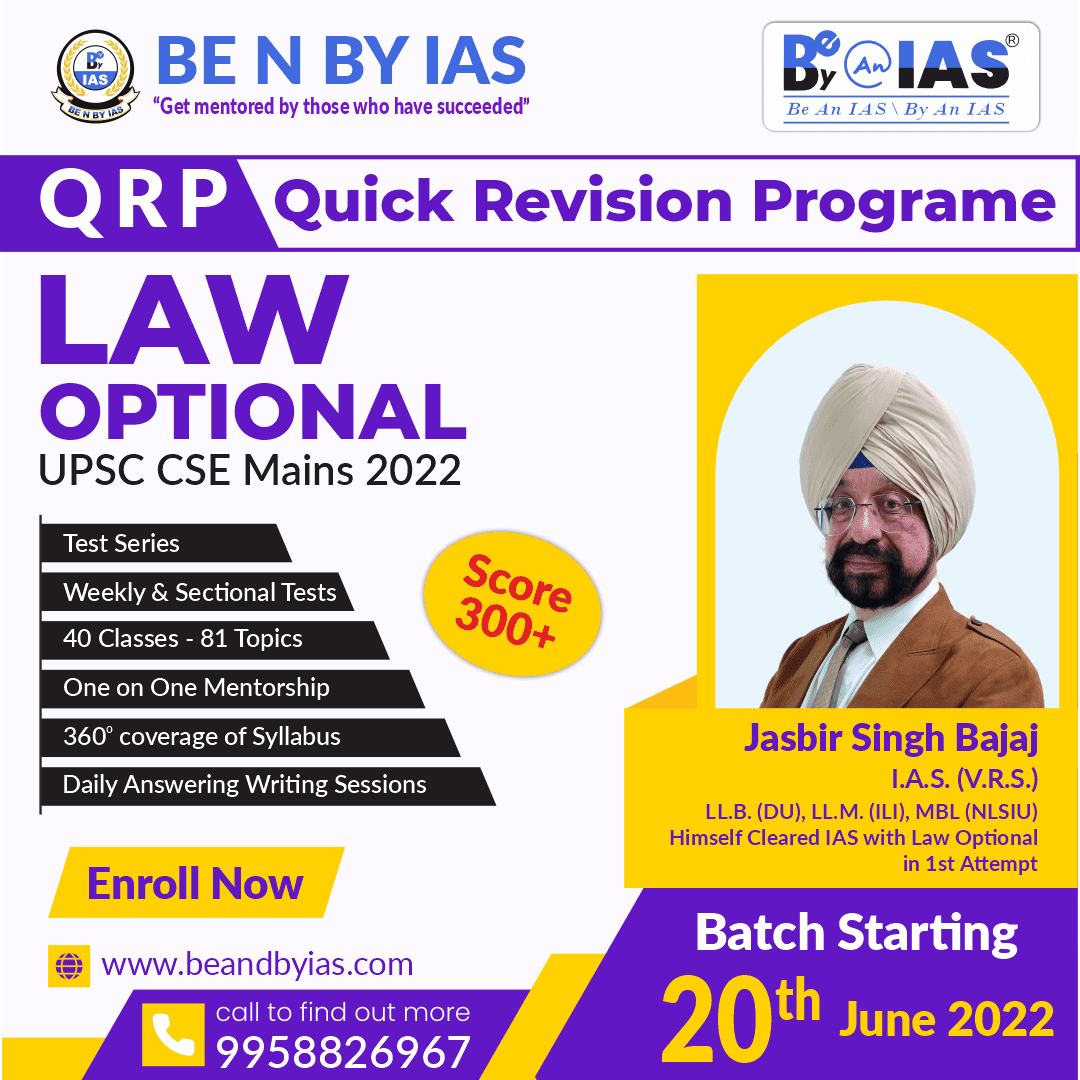 Be
By
IAS
BE N BY IAS
BE N BY IAS
“Get mentored by those who have succeeded”
Be By An IAS ®
Be An IAS \ By An IAS
QRP Quick Revision Programe
LAW
OPTIONAL
UPSC CSE Mains 2022
Test Series
Weekly & Sectional Tests
40 Classes - 81 Topics
One on One Mentorship
360° coverage of Syllabus
Daily Answering Writing Sessions
Score
300+
Jasbir Singh Bajaj
I.A.S. (V.R.S.)
LL.B. (DU), LL.M. (ILI), MBL (NLSIU)
Himself Cleared IAS with Law Optional
in 1st Attempt
Enroll Now
www.beandbyias.com
call to find out more
9958826967
Batch Starting
20th June 2022